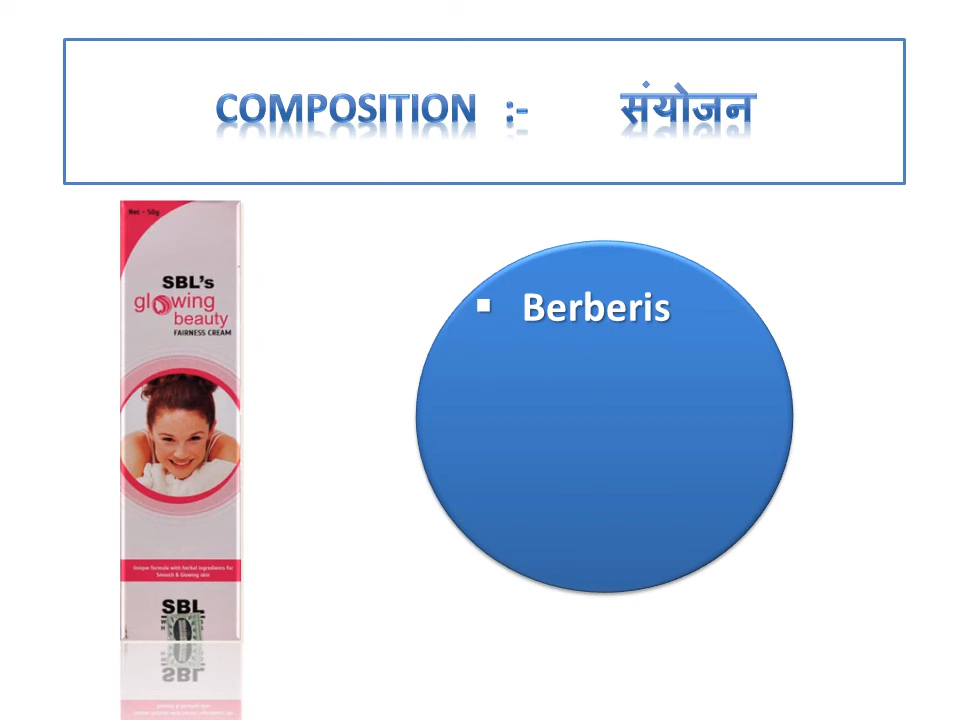 COMPOSITION :- संयोजन
Net - 50g
SBL's
glowing
beauty
FAIRNESS CREAM
▪ Berberis
Unique formula with herbal ingredients for
Smooth & Glowing skin
SBL